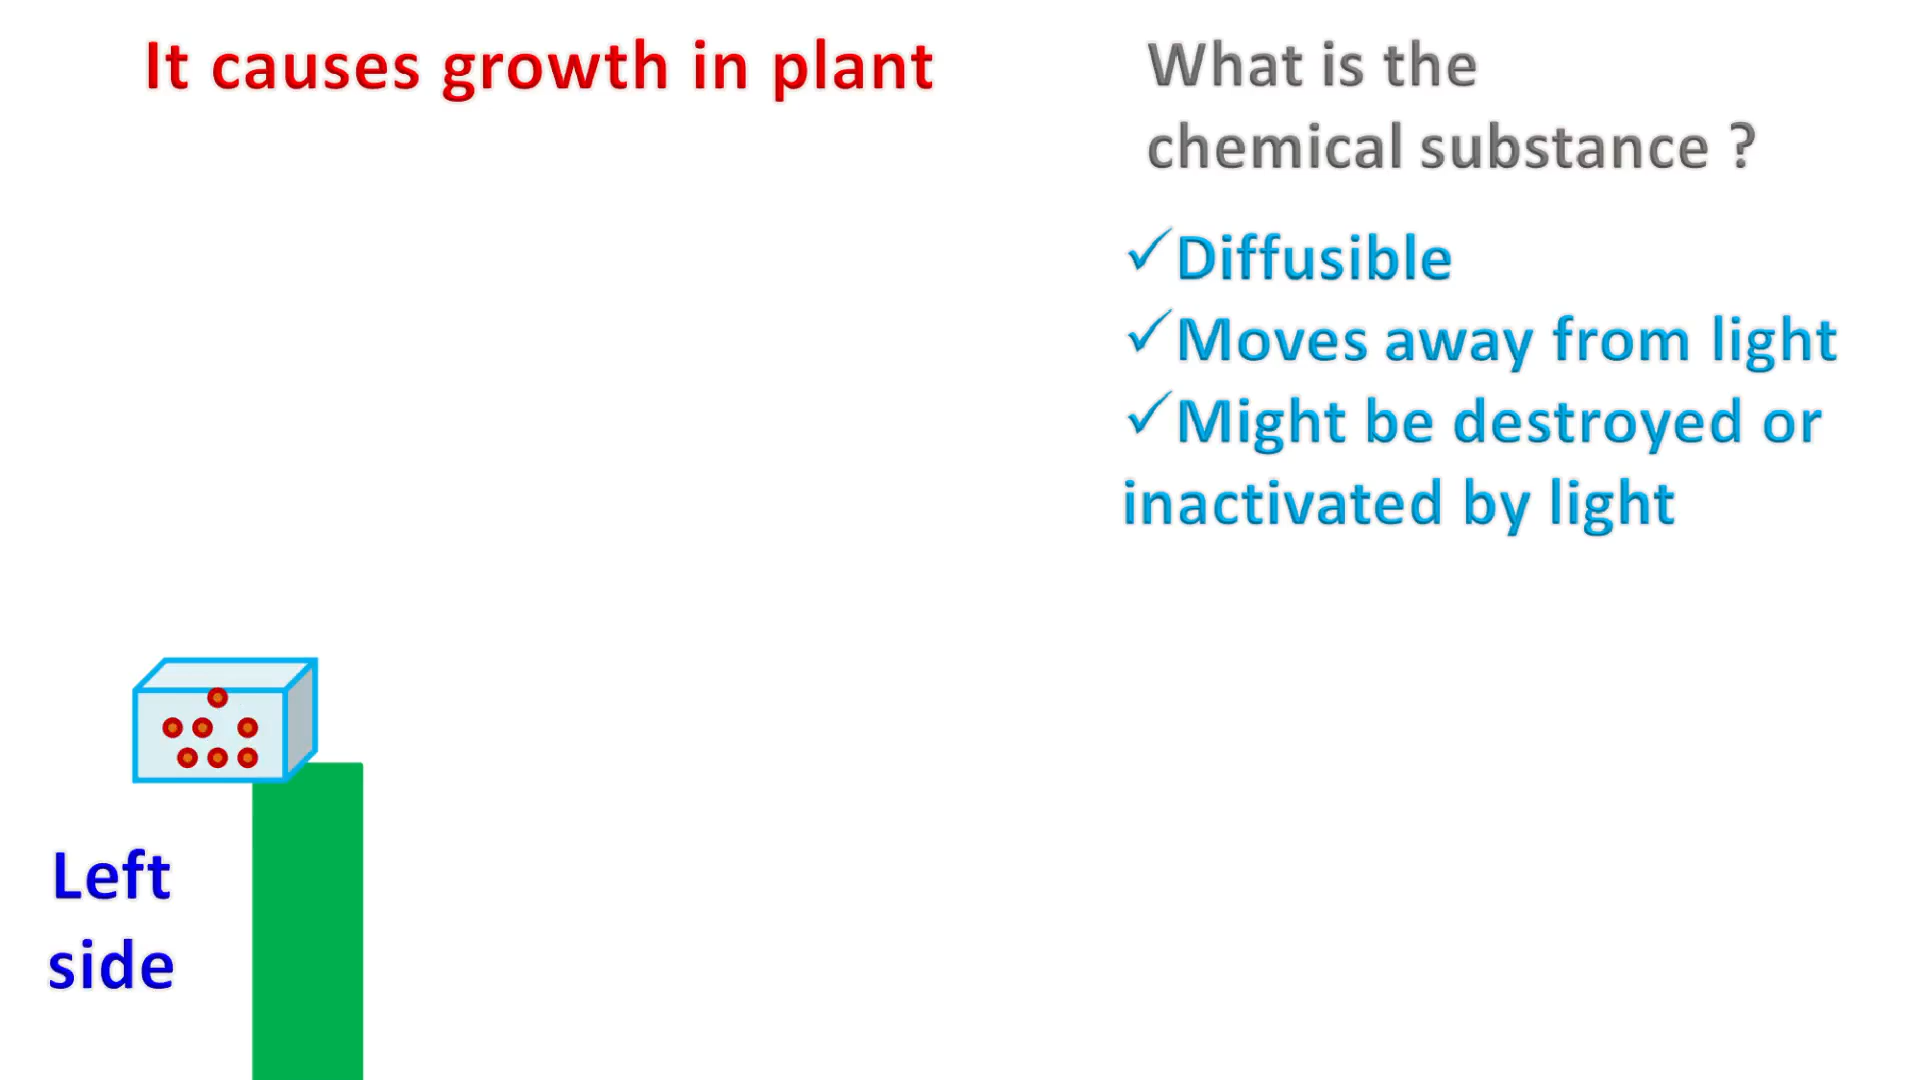 It causes growth in plant
What is the
chemical substance ?
✓Diffusible
✓Moves away from light
✓Might be destroyed or
inactivated by light
Left
side